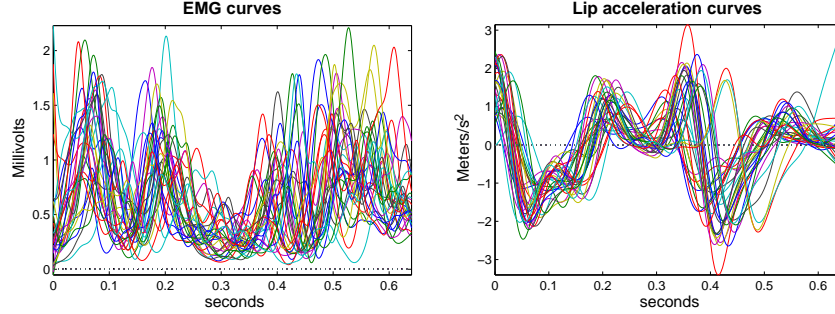 EMG curves
Millivolts
2
1.5
1
0.5
0
0 0.1 0.2 0.3 0.4 0.5 0.6
seconds
Lip acceleration curves
Meters/s²
3
2
1
0
−1
−2
−3
0 0.1 0.2 0.3 0.4 0.5 0.6
seconds